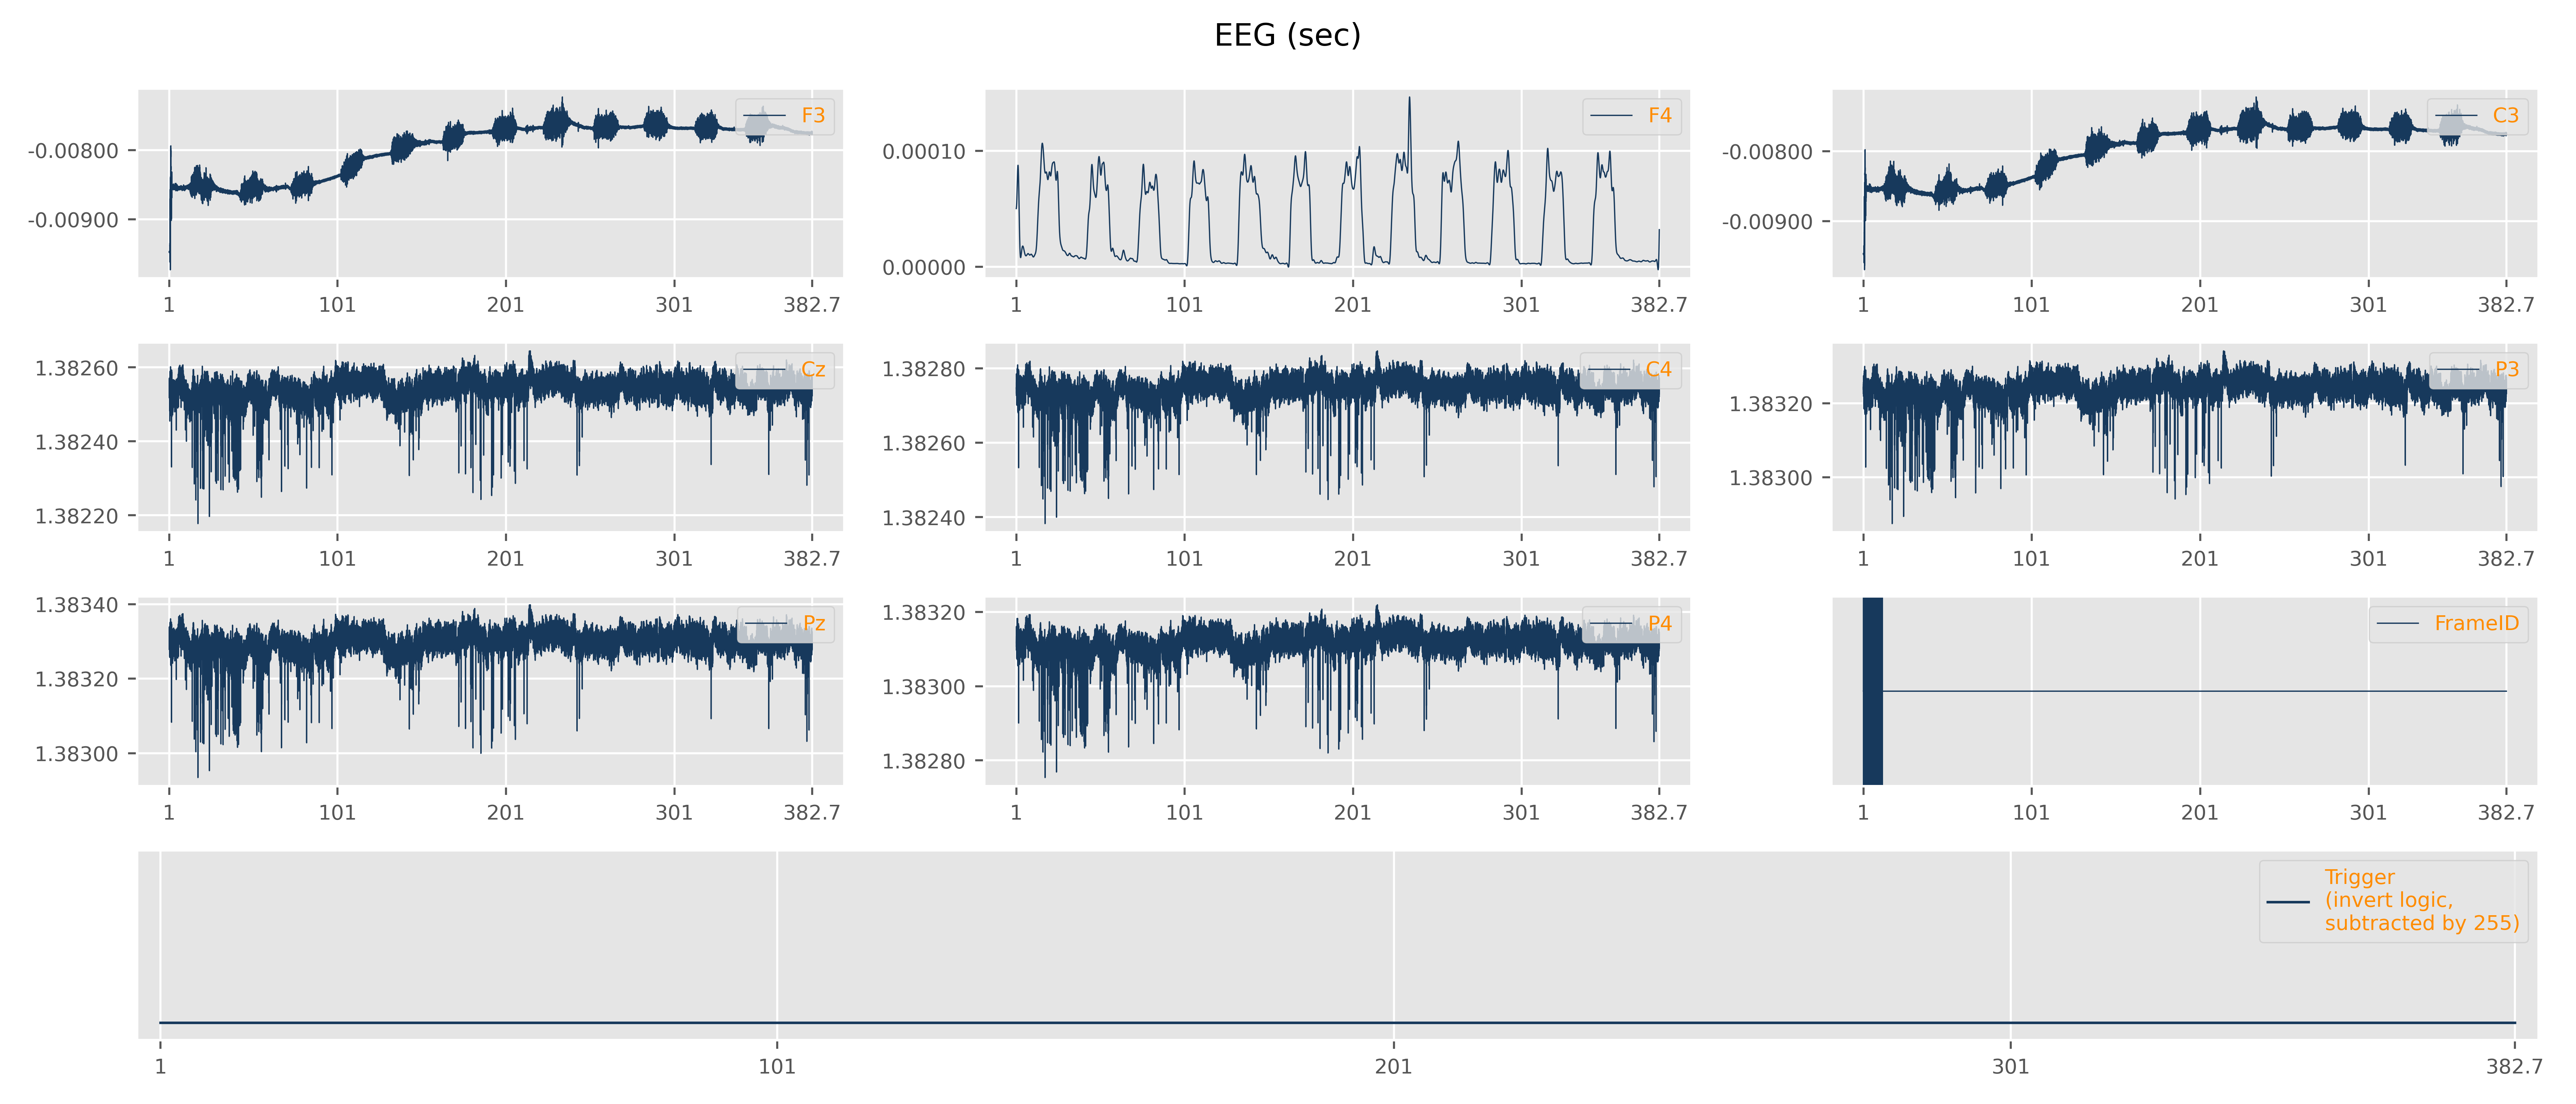 EEG (sec)
F3
-0.00800
-0.00900
1 101 201 301 382.7
F4
0.00010
0.00000
1 101 201 301 382.7
C3
-0.00800
-0.00900
1 101 201 301 382.7
Cz
1.38260
1.38240
1.38220
1 101 201 301 382.7
C4
1.38280
1.38260
1.38240
1 101 201 301 382.7
P3
1.38320
1.38300
1 101 201 301 382.7
Pz
1.38340
1.38320
1.38300
1 101 201 301 382.7
P4
1.38320
1.38300
1.38280
1 101 201 301 382.7
FrameID
1 101 201 301 382.7
Trigger
(invert logic,
subtracted by 255)
1 101 201 301 382.7